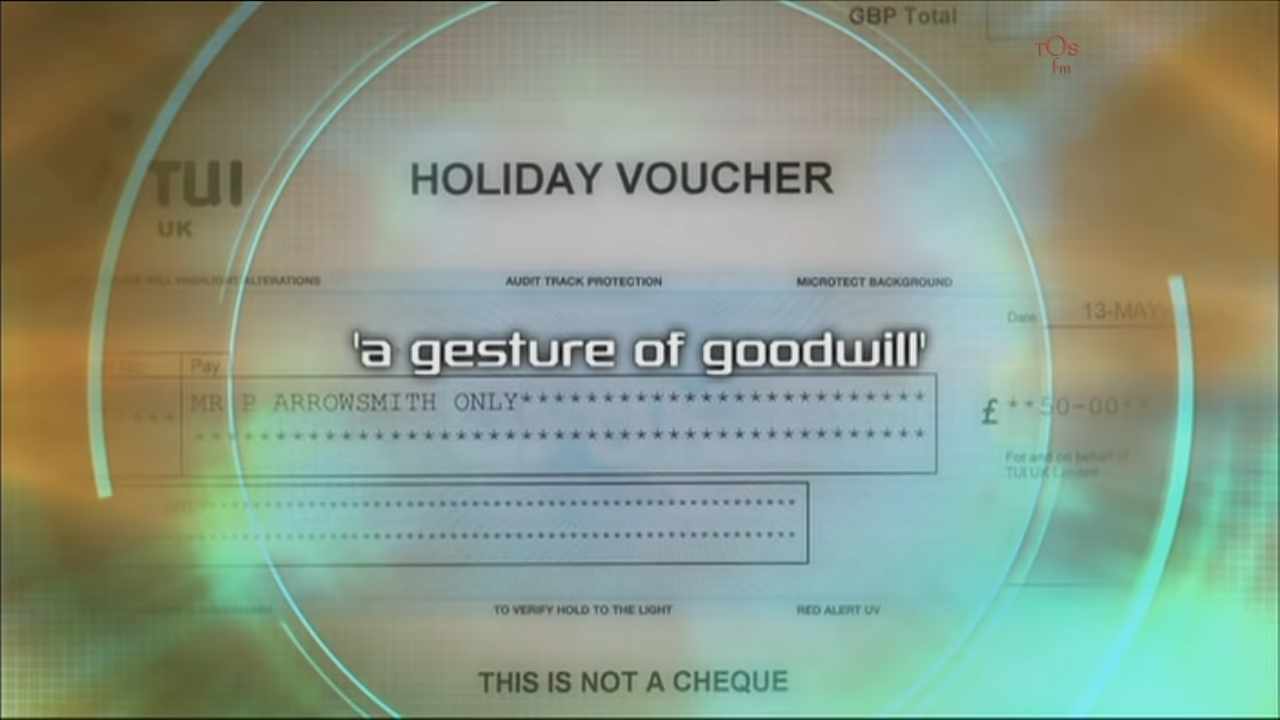 GBP Total
TOS
fm
TUI
UK
HOLIDAY VOUCHER
HIGHLIGHT ALTERATIONS AUDIT TRACK PROTECTION MICROTECT BACKGROUND
Date 13-MAY
'a gesture of goodwill'
Pay
MR P ARROWSMITH ONLY************************* £ **50-00**
For and on behalf of
TUI UK Limited
TO VERIFY HOLD TO THE LIGHT RED ALERT UV
THIS IS NOT A CHEQUE